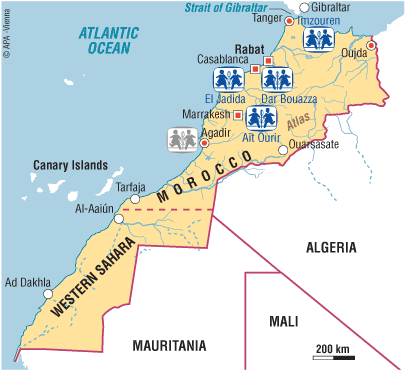 © APA -Vienna
ATLANTIC
OCEAN
Strait of Gibraltar
Gibraltar
Tanger
Imzouren
Rabat
Oujda
Casablanca
El Jadida
Dar Bouazza
Marrakesh
Atlas
Agadir
Aït Ourir
Ouarsasate
Canary Islands
MOROCCO
Tarfaja
Al-Aaiún
ALGERIA
WESTERN SAHARA
Ad Dakhla
MAURITANIA
MALI
200 km